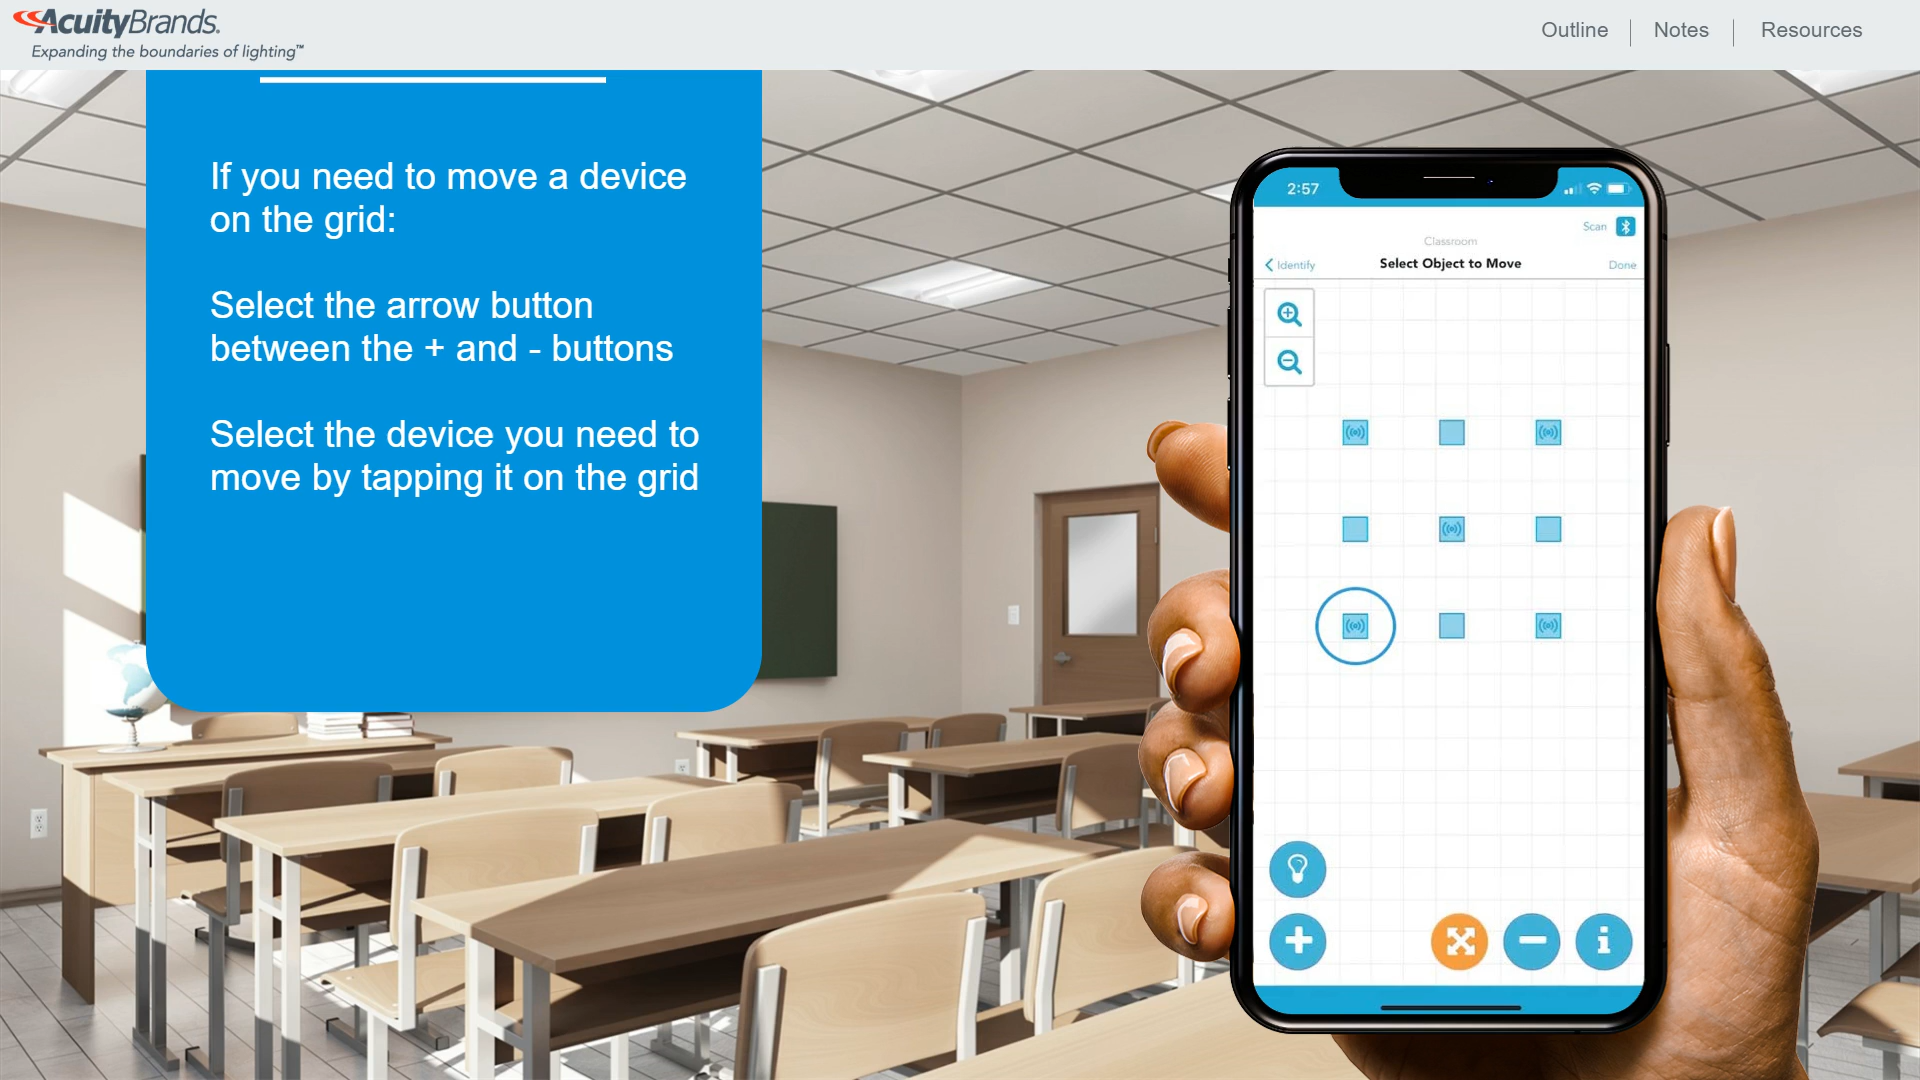 AcuityBrands.
Expanding the boundaries of lighting™
Outline
Notes
Resources
If you need to move a device
on the grid:
Select the arrow button
between the + and - buttons
Select the device you need to
move by tapping it on the grid
2:57
Scan
Classroom
Identify
Select Object to Move
Done